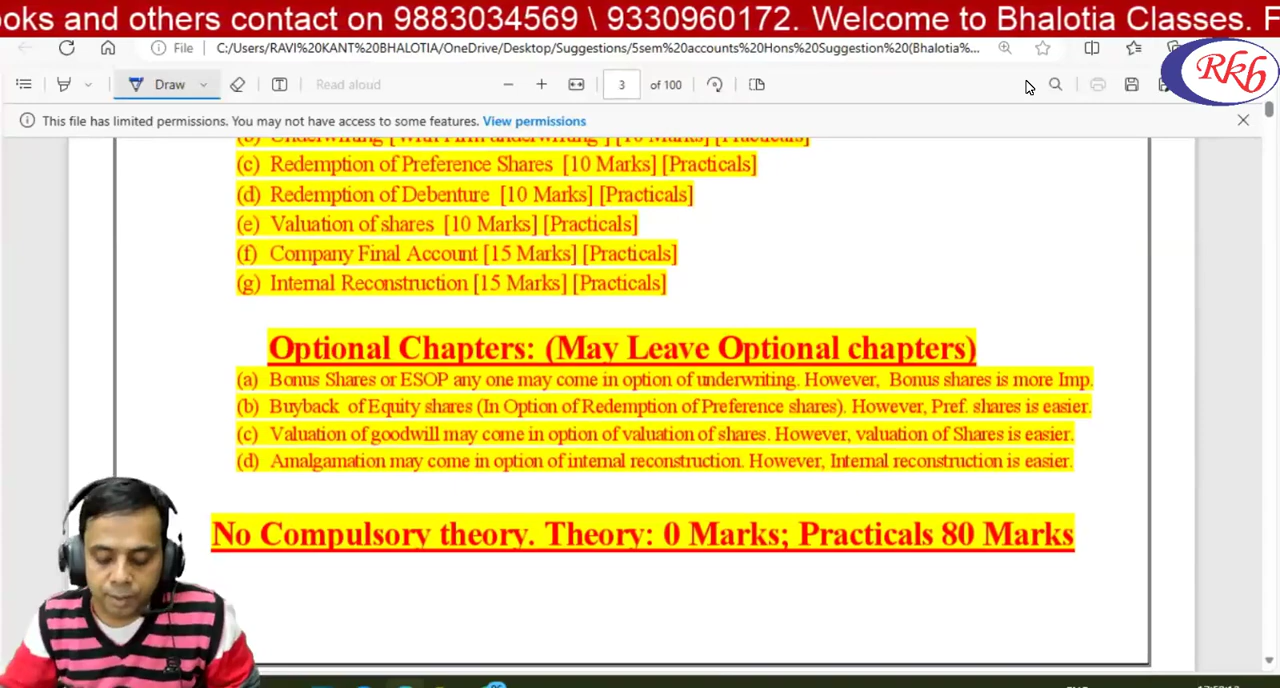 ooks and others contact on 9883034569 \ 9330960172. Welcome to Bhalotia Classes. F
File C:/Users/RAVI%20KANT%20BHALOTIA/OneDrive/Desktop/Suggestions/5sem%20accounts%20Hons%20Suggestion%20(Bhalotia%...
Rkb
Draw Read aloud 3 of 100
This file has limited permissions. You may not have access to some features. View permissions
(b) Underwriting [With Firm underwriting ] [10 Marks] [Practicals]
(c) Redemption of Preference Shares [10 Marks] [Practicals]
(d) Redemption of Debenture [10 Marks] [Practicals]
(e) Valuation of shares [10 Marks] [Practicals]
(f) Company Final Account [15 Marks] [Practicals]
(g) Internal Reconstruction [15 Marks] [Practicals]
Optional Chapters: (May Leave Optional chapters)
(a) Bonus Shares or ESOP any one may come in option of underwriting. However, Bonus shares is more Imp.
(b) Buyback of Equity shares (In Option of Redemption of Preference shares). However, Pref. shares is easier.
(c) Valuation of goodwill may come in option of valuation of shares. However, valuation of Shares is easier.
(d) Amalgamation may come in option of internal reconstruction. However, Internal reconstruction is easier.
No Compulsory theory. Theory: 0 Marks; Practicals 80 Marks